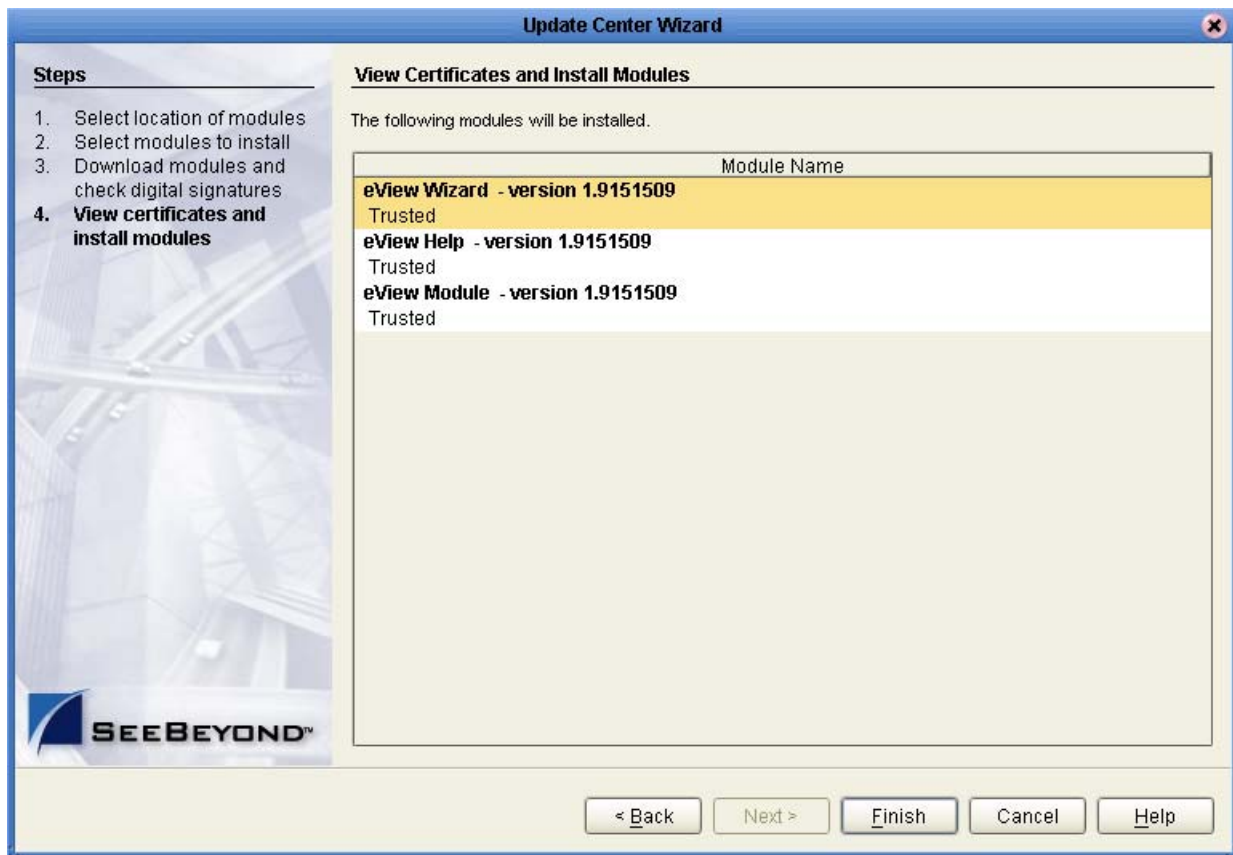 Update Center Wizard
Steps
1. Select location of modules
2. Select modules to install
3. Download modules and
check digital signatures
4. View certificates and
install modules
View Certificates and Install Modules
The following modules will be installed.
Module Name
eView Wizard - version 1.9151509
Trusted
eView Help - version 1.9151509
Trusted
eView Module - version 1.9151509
Trusted
SEEBEYOND™
< Back Next > Finish Cancel Help